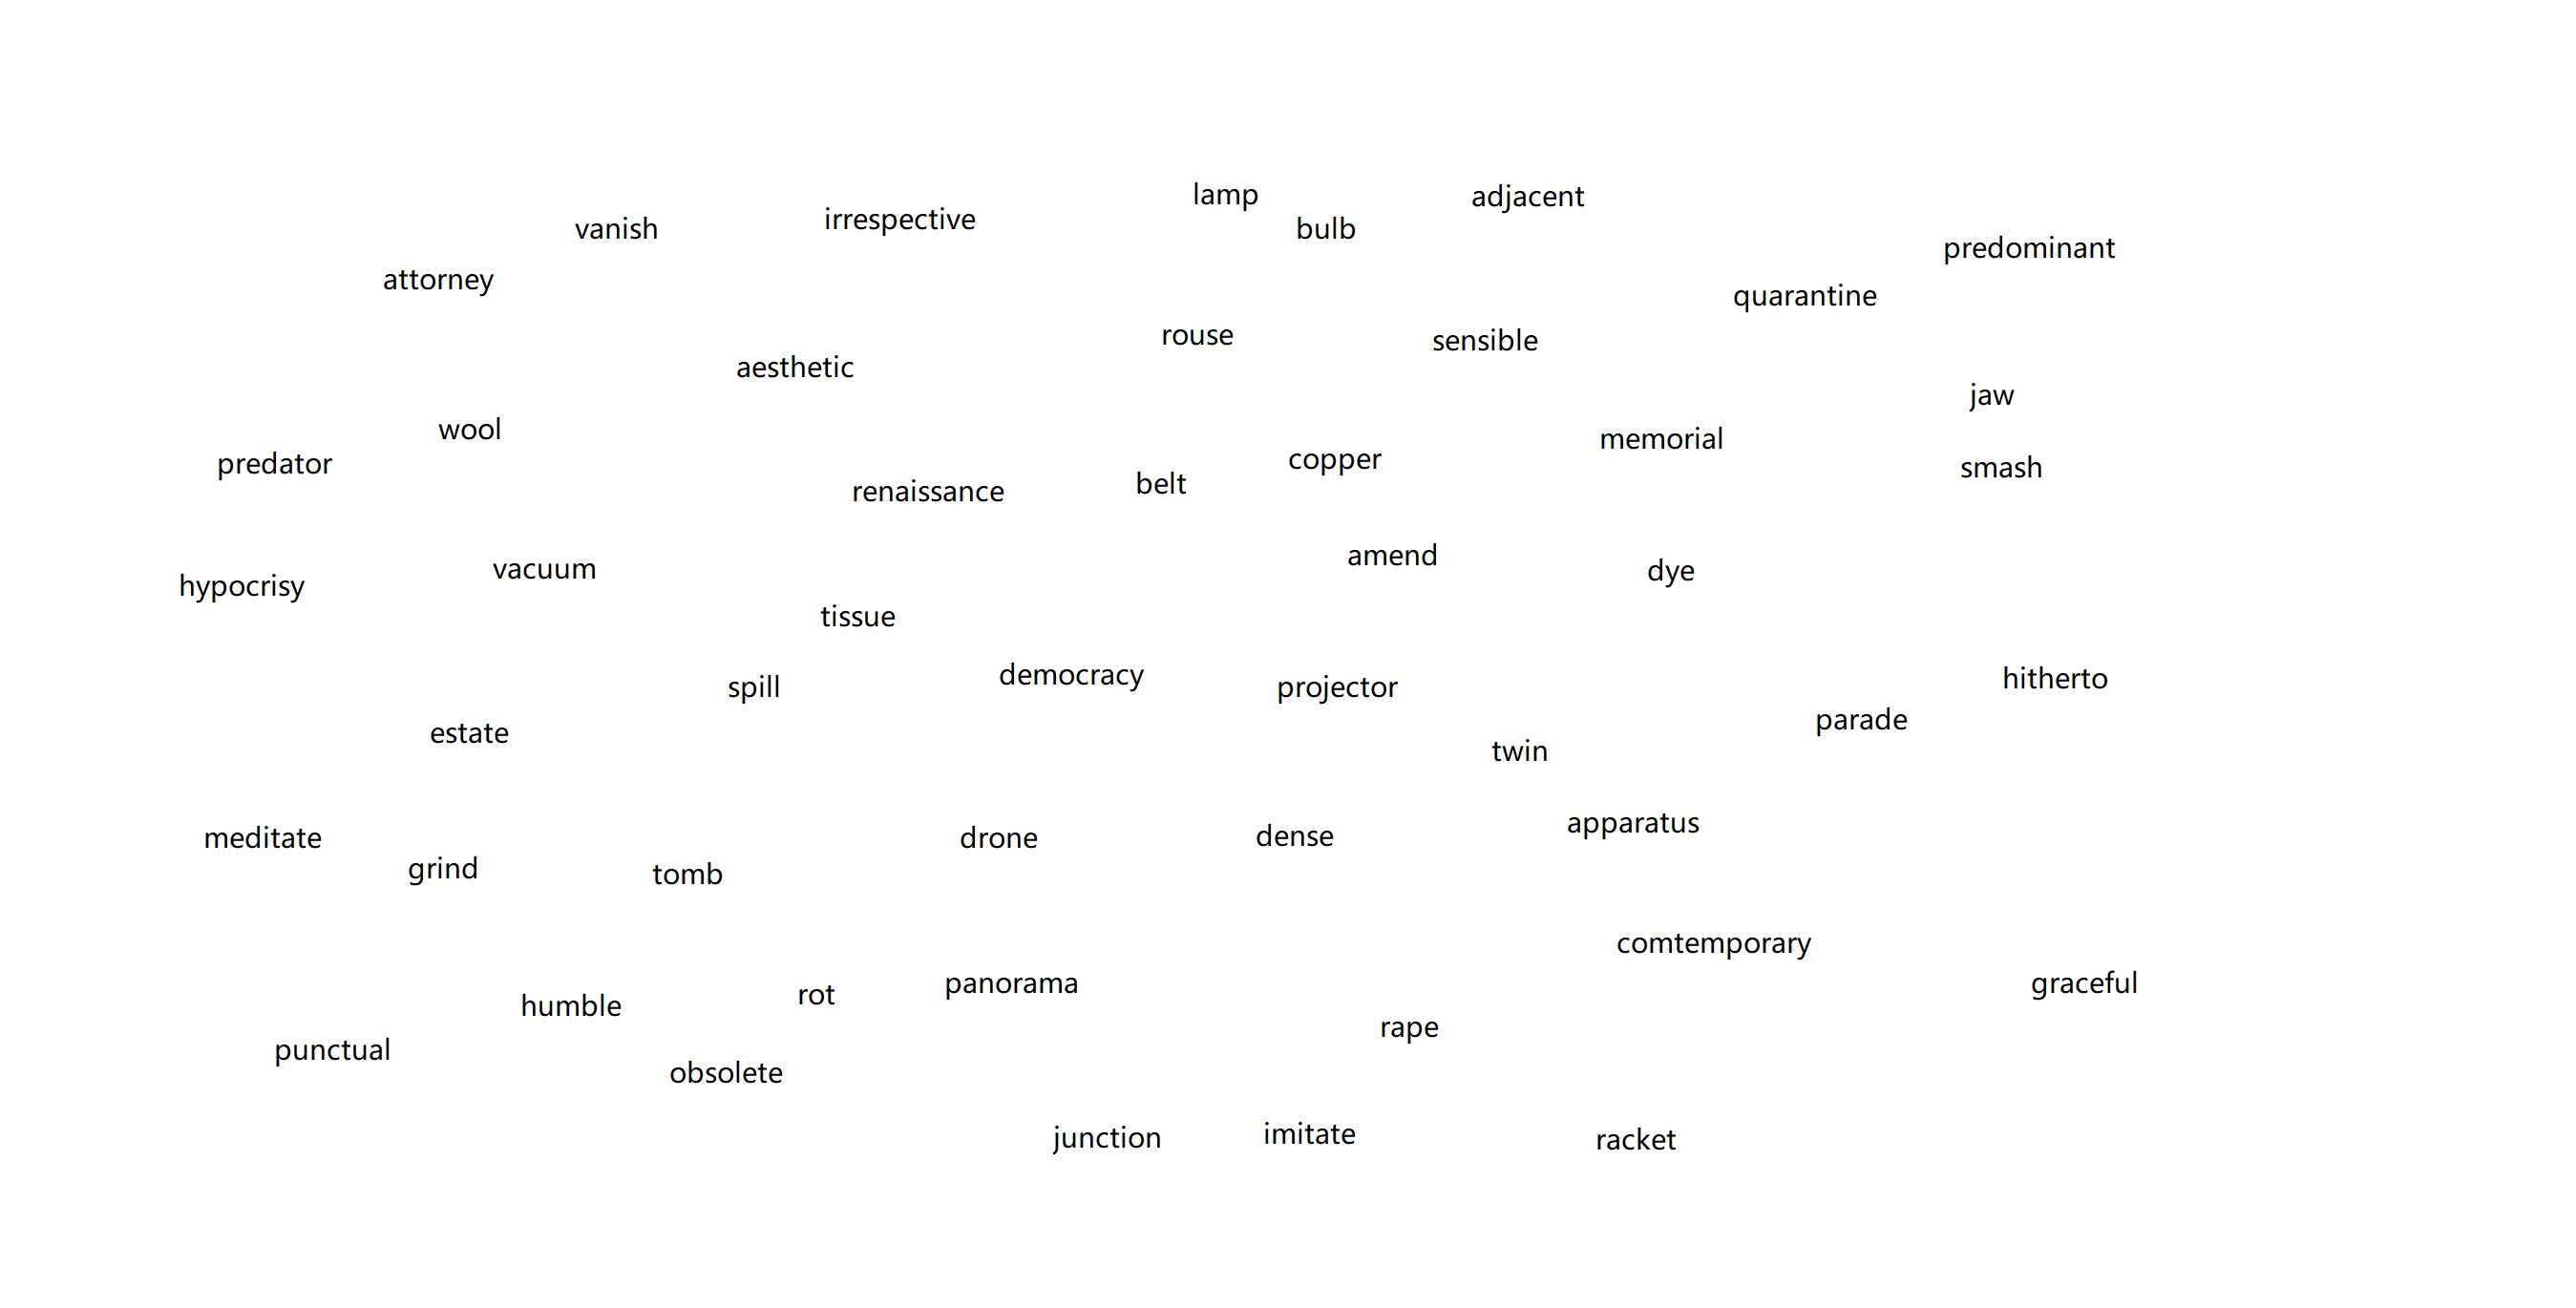 lamp
adjacent
irrespective
vanish
bulb
predominant
attorney
quarantine
rouse
sensible
aesthetic
jaw
wool
memorial
copper
predator
smash
belt
renaissance
amend
vacuum
dye
hypocrisy
tissue
democracy
hitherto
spill
projector
parade
estate
twin
apparatus
dense
meditate
drone
grind
tomb
comtemporary
panorama
graceful
rot
humble
rape
punctual
obsolete
imitate
junction
racket